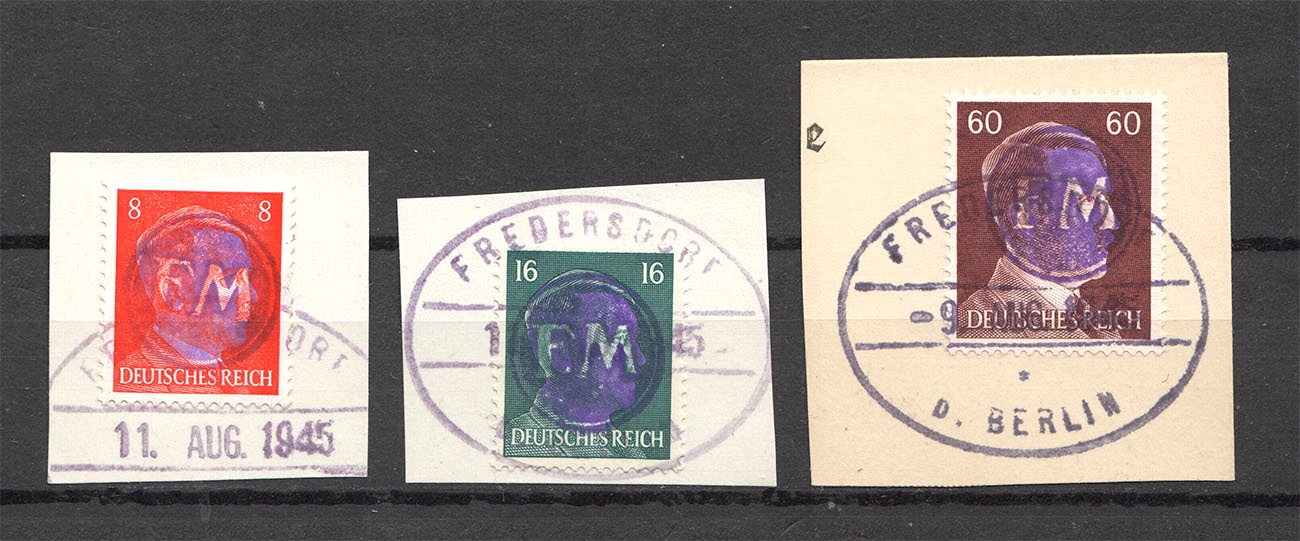 8 8
FM
DEUTSCHES REICH
11. AUG. 1945
FREDERSDORF
16 16
FM
DEUTSCHES REICH
e
60 60
FM
DEUTSCHES REICH
D. BERLIN